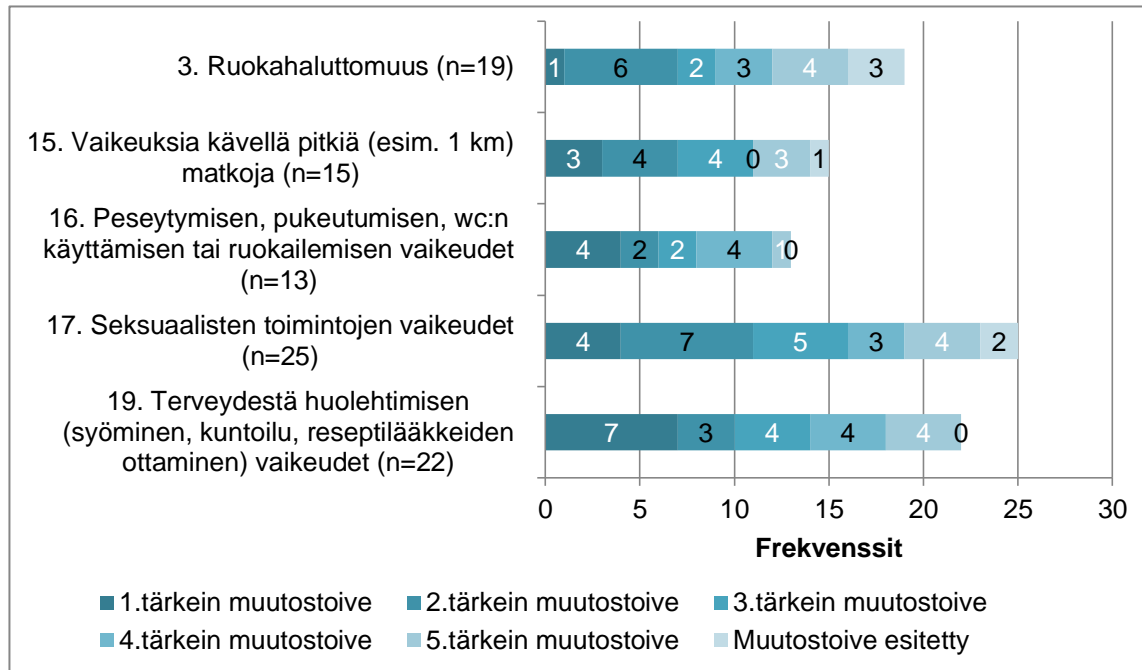 3. Ruokahaluttomuus (n=19)
1 6 2 3 4 3
15. Vaikeuksia kävellä pitkiä (esim. 1 km)
matkoja (n=15)
3 4 4 0 3 1
16. Peseytymisen, pukeutumisen, wc:n
käyttämisen tai ruokailemisen vaikeudet
(n=13)
4 2 2 4 1 0
17. Seksuaalisten toimintojen vaikeudet
(n=25)
4 7 5 3 4 2
19. Terveydestä huolehtimisen
(syöminen, kuntoilu, reseptilääkkeiden
ottaminen) vaikeudet (n=22)
7 3 4 4 4 0
0 5 10 15 20 25 30
Frekvenssit
1.tärkein muutostoive 2.tärkein muutostoive 3.tärkein muutostoive
4.tärkein muutostoive 5.tärkein muutostoive Muutostoive esitetty